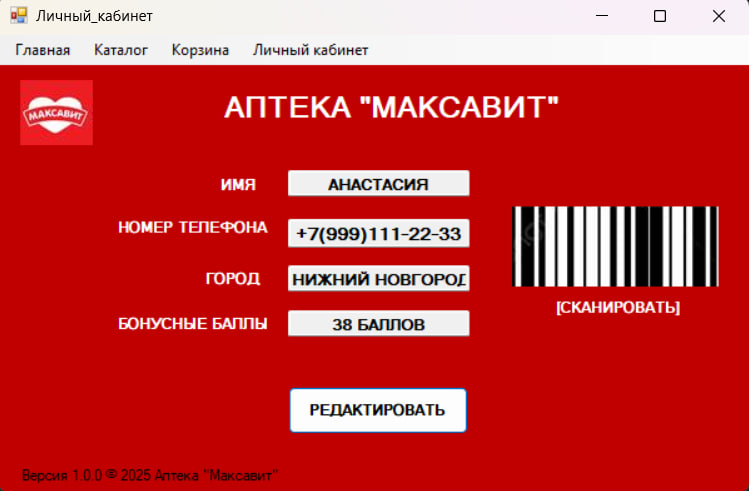 Личный_кабинет
Главная Каталог Корзина Личный кабинет
МАКСАВИТ
АПТЕКА "МАКСАВИТ"
ИМЯ АНАСТАСИЯ
НОМЕР ТЕЛЕФОНА +7(999)111-22-33
ГОРОД НИЖНИЙ НОВГОРОД
БОНУСНЫЕ БАЛЛЫ 38 БАЛЛОВ
[СКАНИРОВАТЬ]
РЕДАКТИРОВАТЬ
Версия 1.0.0 © 2025 Аптека "Максавит"